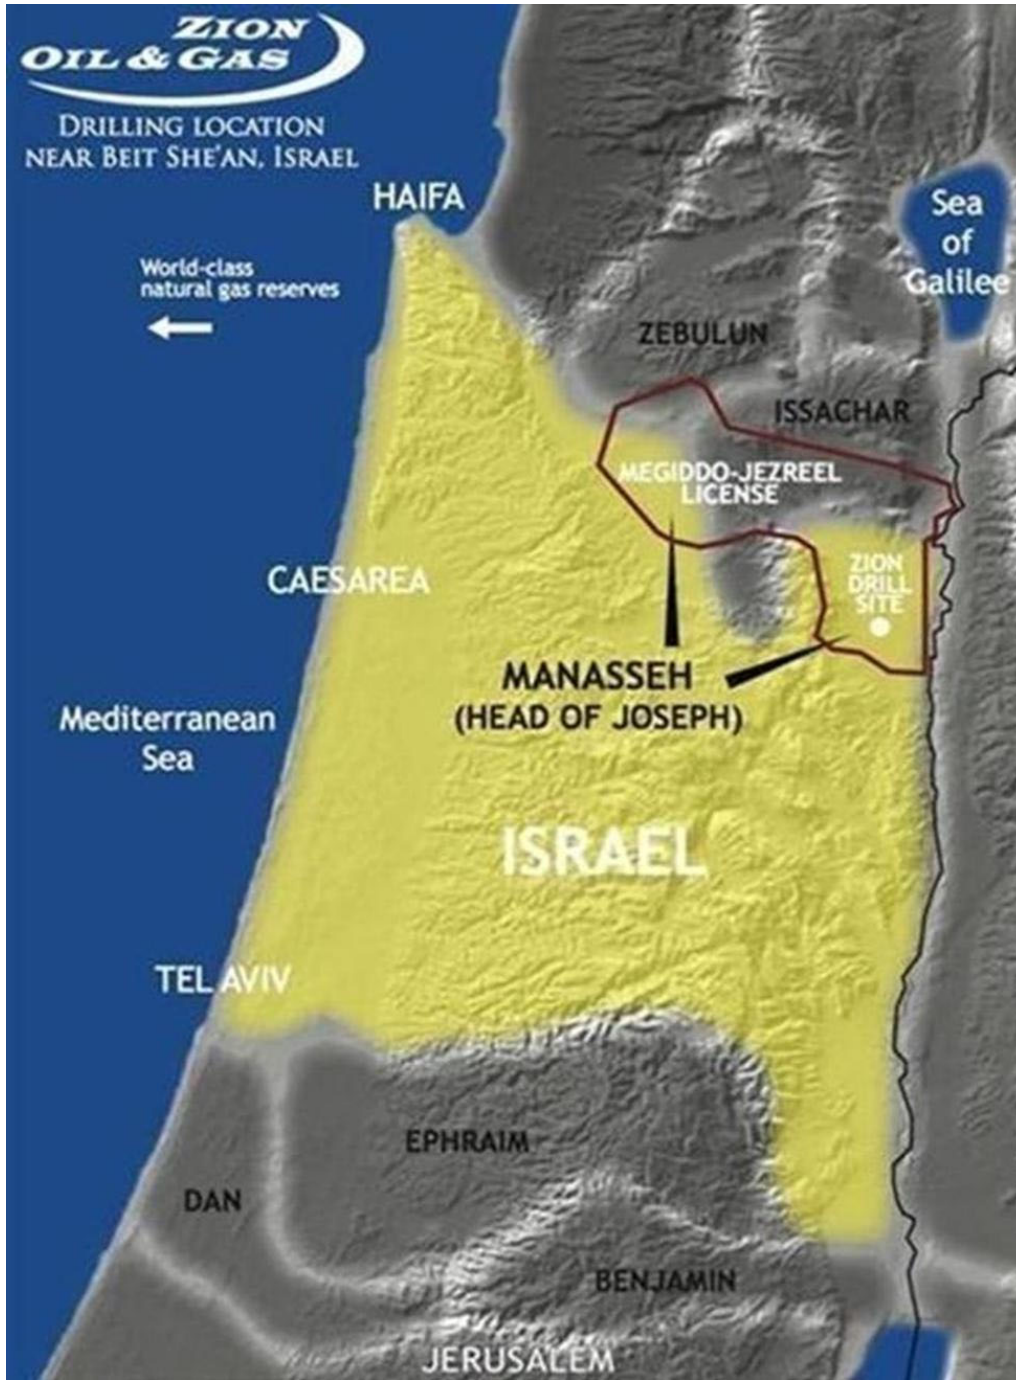 ZION
OIL & GAS
DRILLING LOCATION
NEAR BEIT SHE'AN, ISRAEL
HAIFA
Sea
of
Galilee
World-class
natural gas reserves
ZEBULUN
ISSACHAR
MEGIDDO-JEZREEL
LICENSE
CAESAREA
ZION
DRILL
SITE
MANASSEH
(HEAD OF JOSEPH)
Mediterranean
Sea
ISRAEL
TEL AVIV
EPHRAIM
DAN
BENJAMIN
JERUSALEM